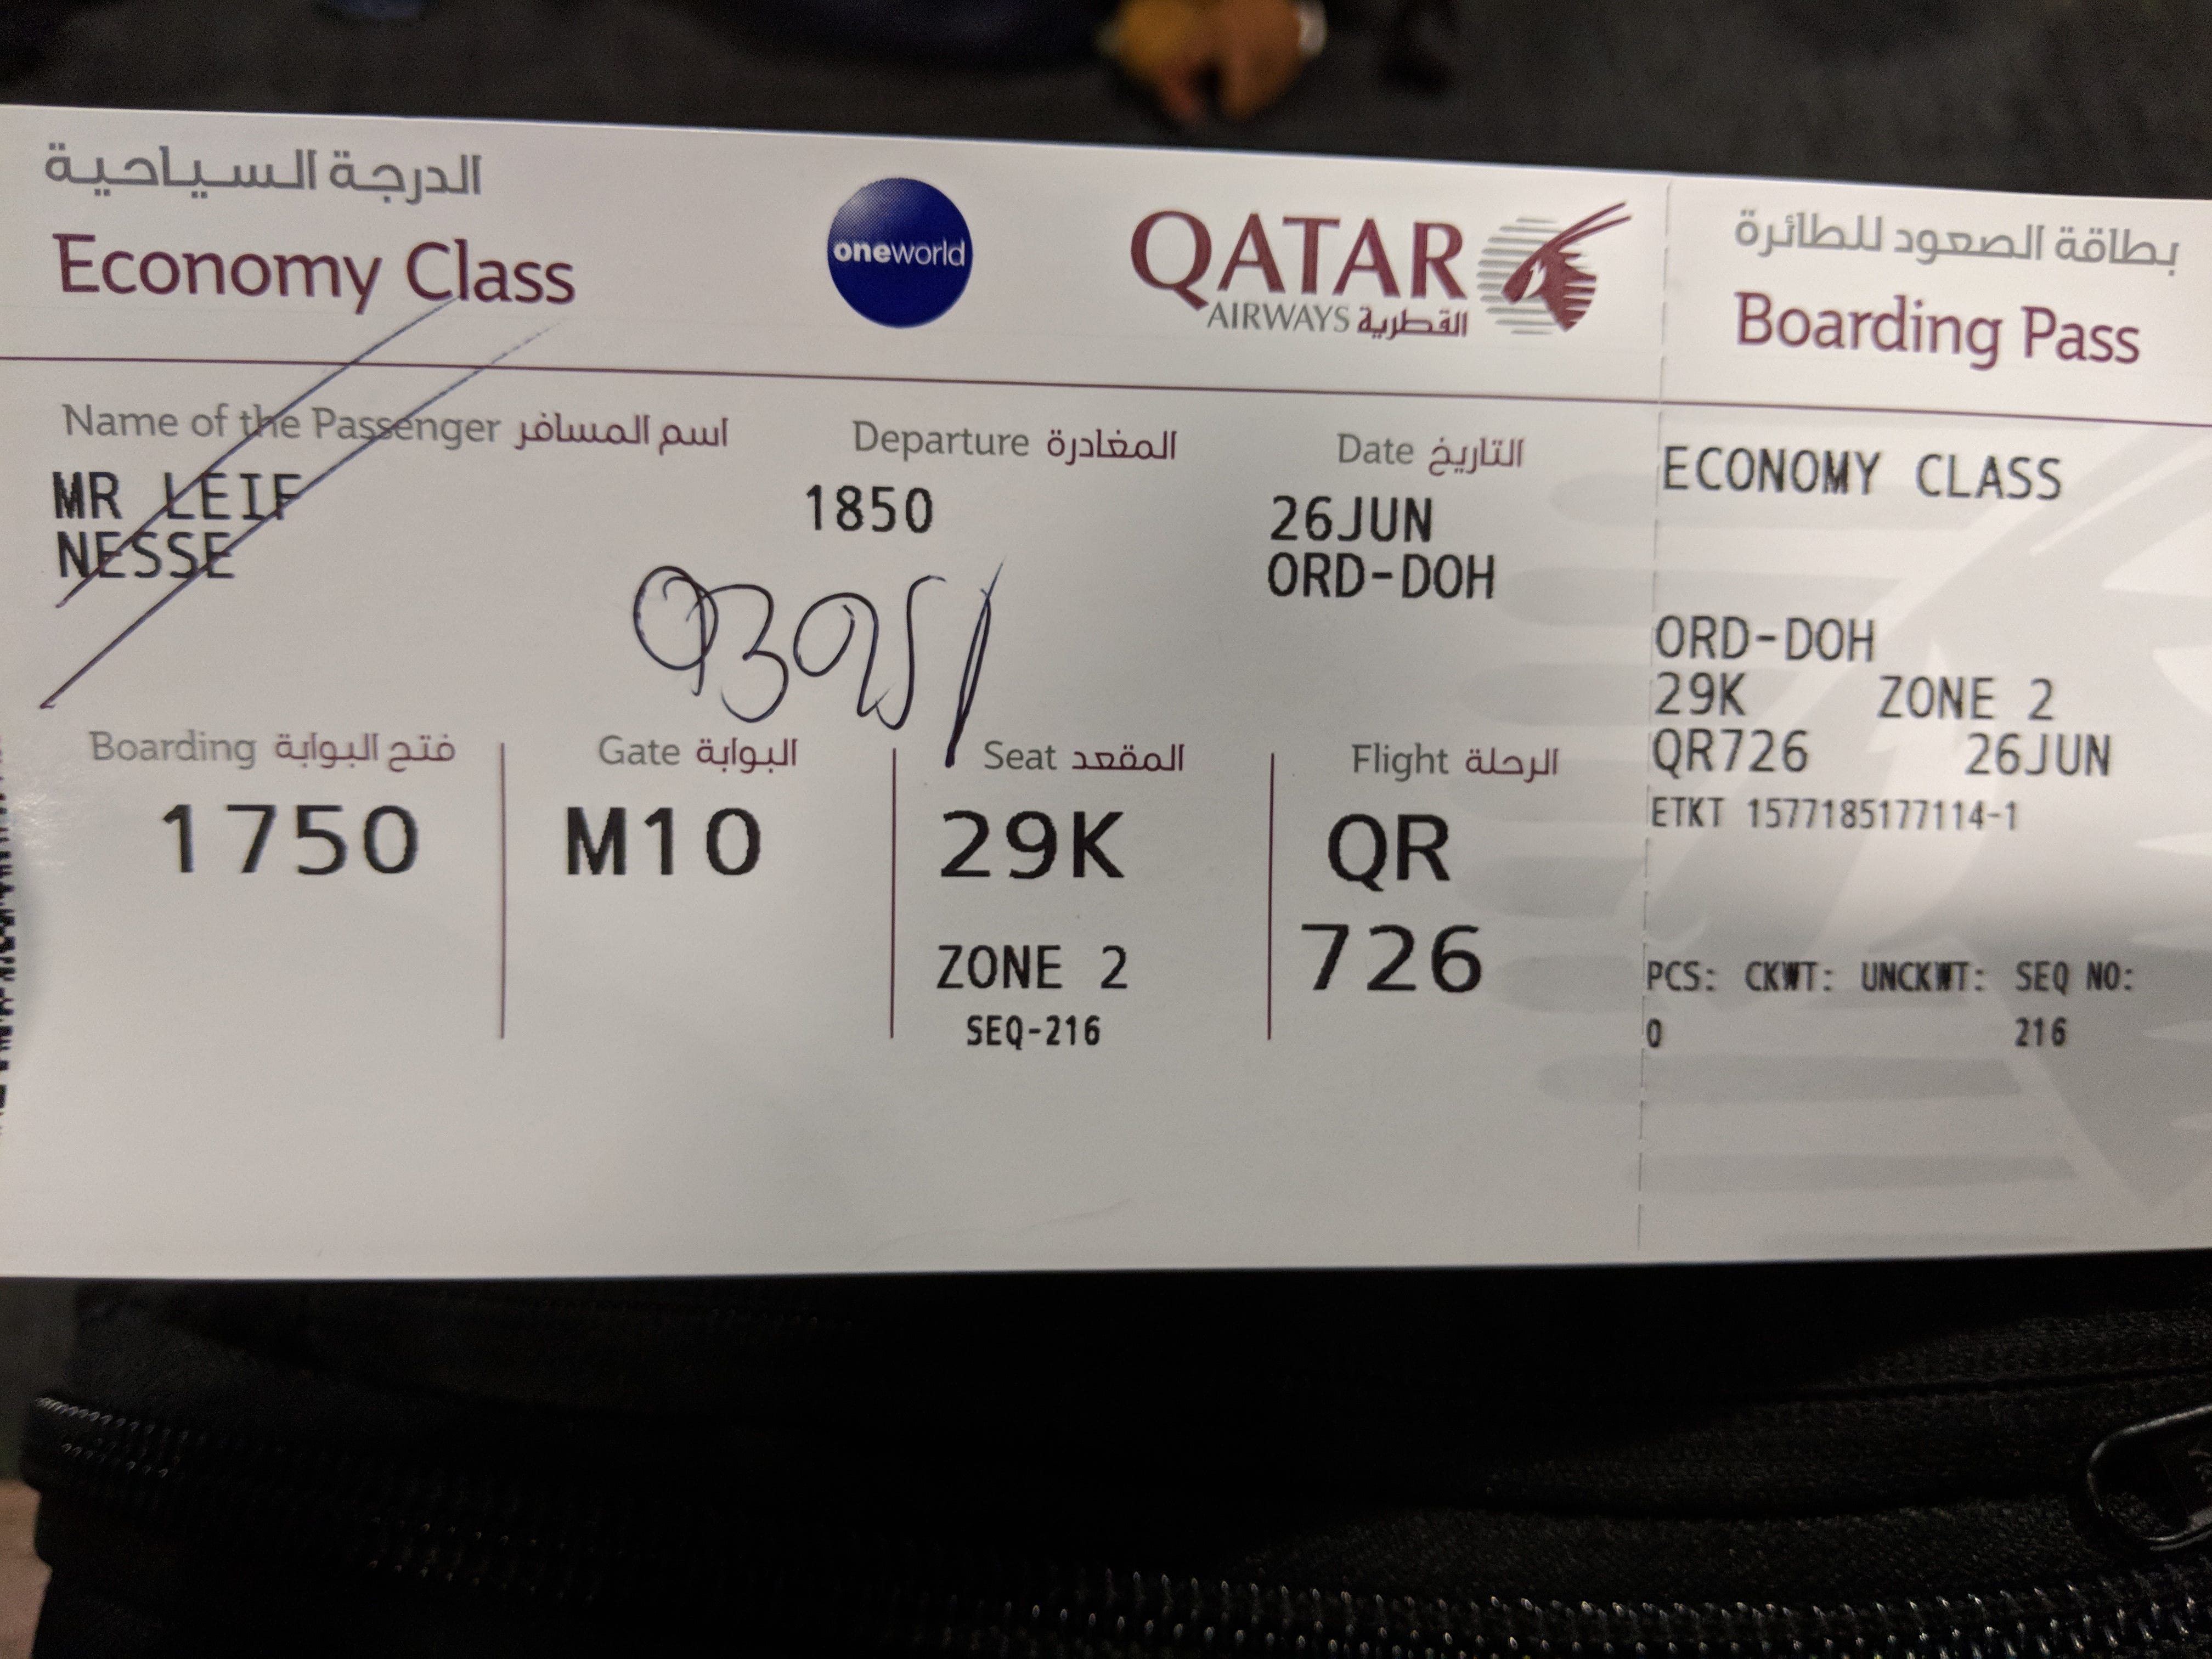 الدرجة السياحية
Economy Class
oneworld
QATAR
AIRWAYS القطرية
بطاقة الصعود للطائرة
Boarding Pass
Name of the Passenger اسم المسافر
MR LEIF
NESSE
Departure المغادرة
1850
Date التاريخ
26JUN
ORD-DOH
Boarding فتح البوابة
1750
Gate البوابة
M10
Seat المقعد
29K
ZONE 2
SEQ-216
Flight الرحلة
QR
726
ECONOMY CLASS
ORD-DOH
29K ZONE 2
QR726 26JUN
ETKT 1577185177114-1
PCS: CKWT: UNCKWT: SEQ NO:
0 216